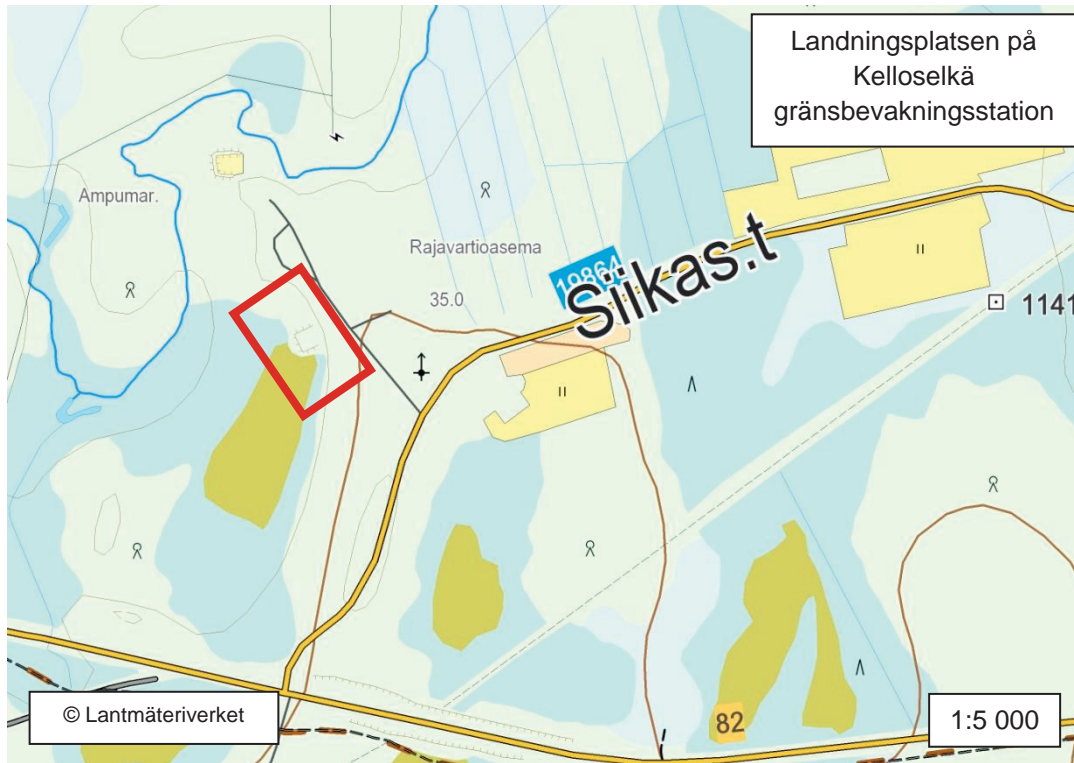 Landningsplatsen på
Kelloselkä
gränsbevakningsstation
Ampumar.
Rajavartioasema
19864
Siikas.t
35.0
1141
82
© Lantmäteriverket
1:5 000